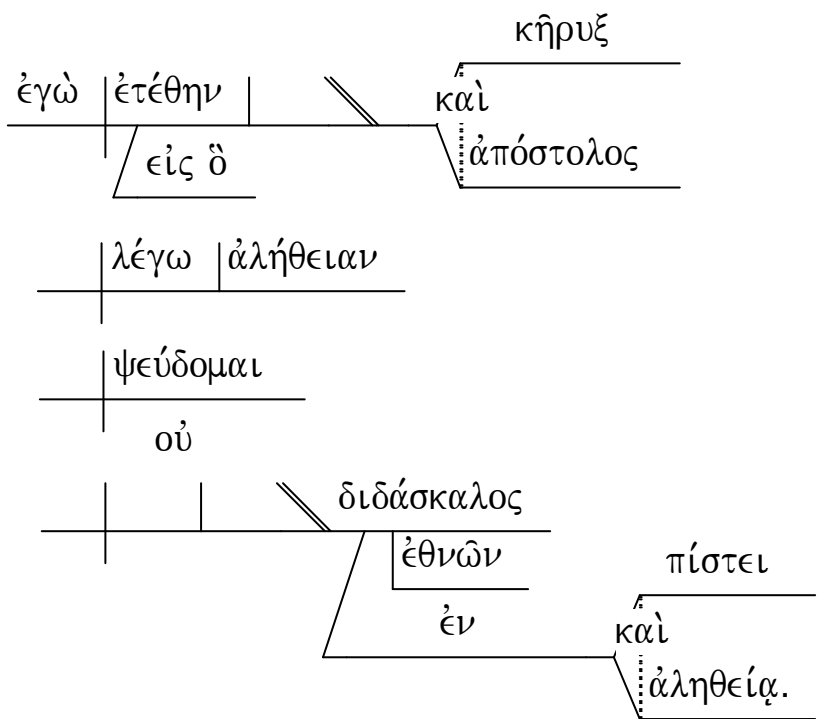 κῆρυξ
ἐγὼ ἐτέθην καὶ
εἰς ὃ ἀπόστολος
λέγω ἀλήθειαν
ψεύδομαι
οὐ
διδάσκαλος
ἐθνῶν πίστει
ἐν καὶ
ἀληθείᾳ.